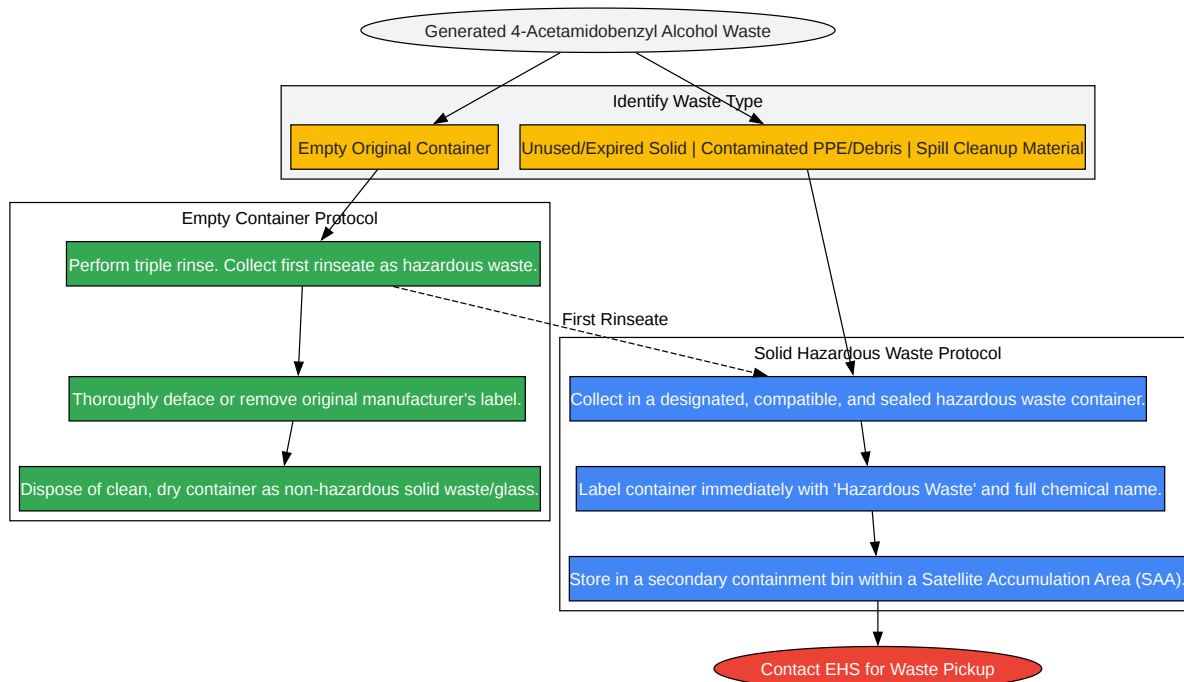 Generated 4-Acetamidobenzyl Alcohol Waste
Identify Waste Type
Empty Original Container
Unused/Expired Solid | Contaminated PPE/Debris | Spill Cleanup Material
Empty Container Protocol
Perform triple rinse. Collect first rinseate as hazardous waste.
First Rinseate
Solid Hazardous Waste Protocol
Thoroughly deface or remove original manufacturer's label.
Collect in a designated, compatible, and sealed hazardous waste container.
Dispose of clean, dry container as non-hazardous solid waste/glass.
Label container immediately with 'Hazardous Waste' and full chemical name.
Store in a secondary containment bin within a Satellite Accumulation Area (SAA).
Contact EHS for Waste Pickup